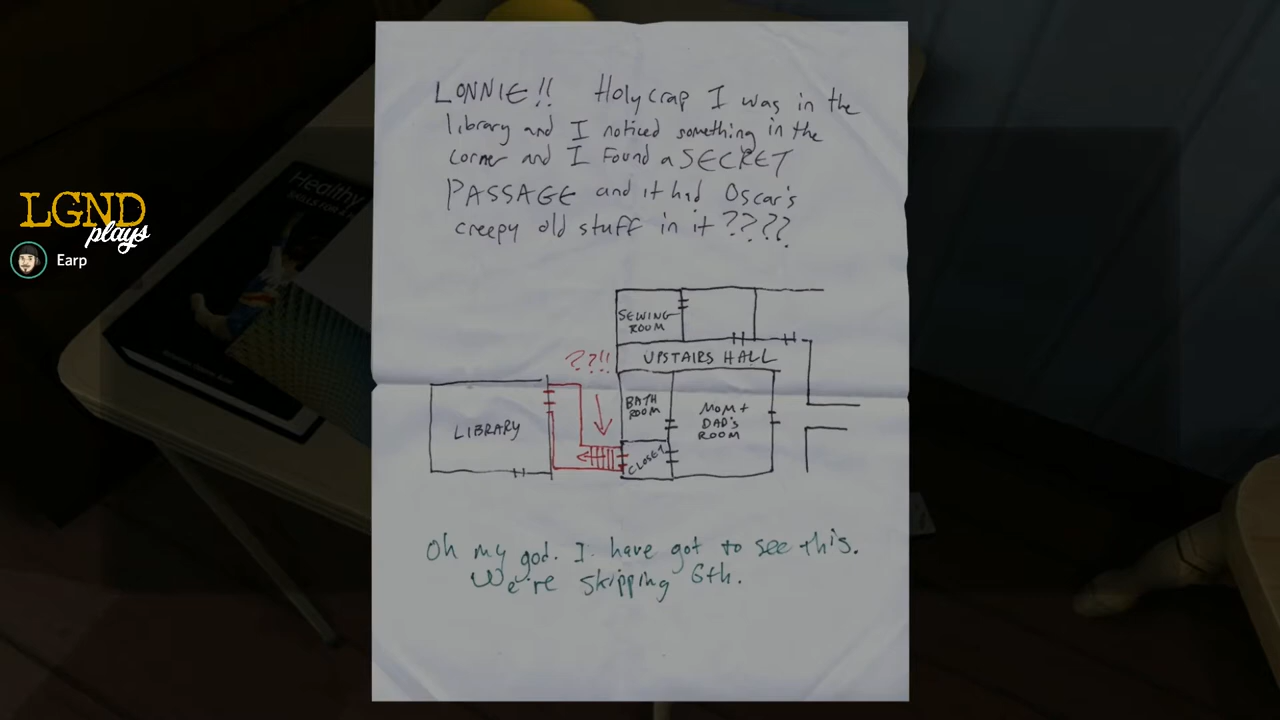 LGND
plays
Earp
Healthy
LONNIE!! Holy crap I was in the
library and I noticed something in the
corner and I found a SECRET
PASSAGE and it had Oscar's
creepy old stuff in it ????
SEWING
ROOM
UPSTAIRS HALL
??!!
BATH
ROOM
MOM +
DAD'S
ROOM
LIBRARY
CLOSET
Oh my god. I have got to see this.
We're skipping 6th.